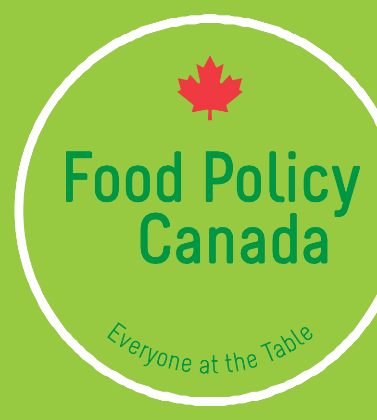 Food Policy
Canada
Everyone at the Table